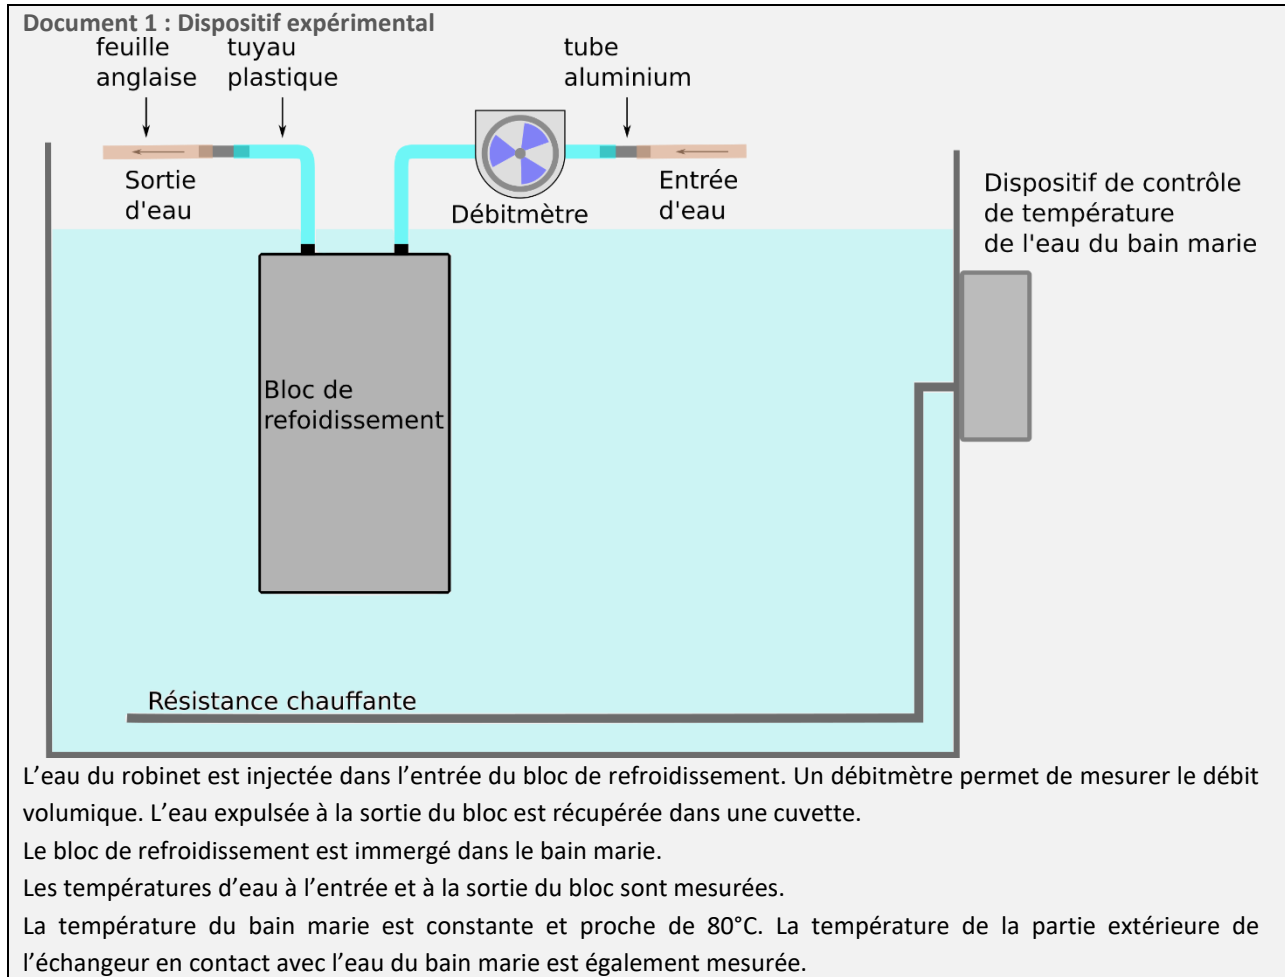 Document 1 : Dispositif expérimental
feuille
anglaise
tuyau
plastique
tube
aluminium
Sortie
d'eau
Débitmètre
Entrée
d'eau
Dispositif de contrôle
de température
de l'eau du bain marie
Bloc de
refoidissement
Résistance chauffante
L’eau du robinet est injectée dans l’entrée du bloc de refroidissement. Un débitmètre permet de mesurer le débit
volumique. L’eau expulsée à la sortie du bloc est récupérée dans une cuvette.
Le bloc de refroidissement est immergé dans le bain marie.
Les températures d’eau à l’entrée et à la sortie du bloc sont mesurées.
La température du bain marie est constante et proche de 80°C. La température de la partie extérieure de
l’échangeur en contact avec l’eau du bain marie est également mesurée.